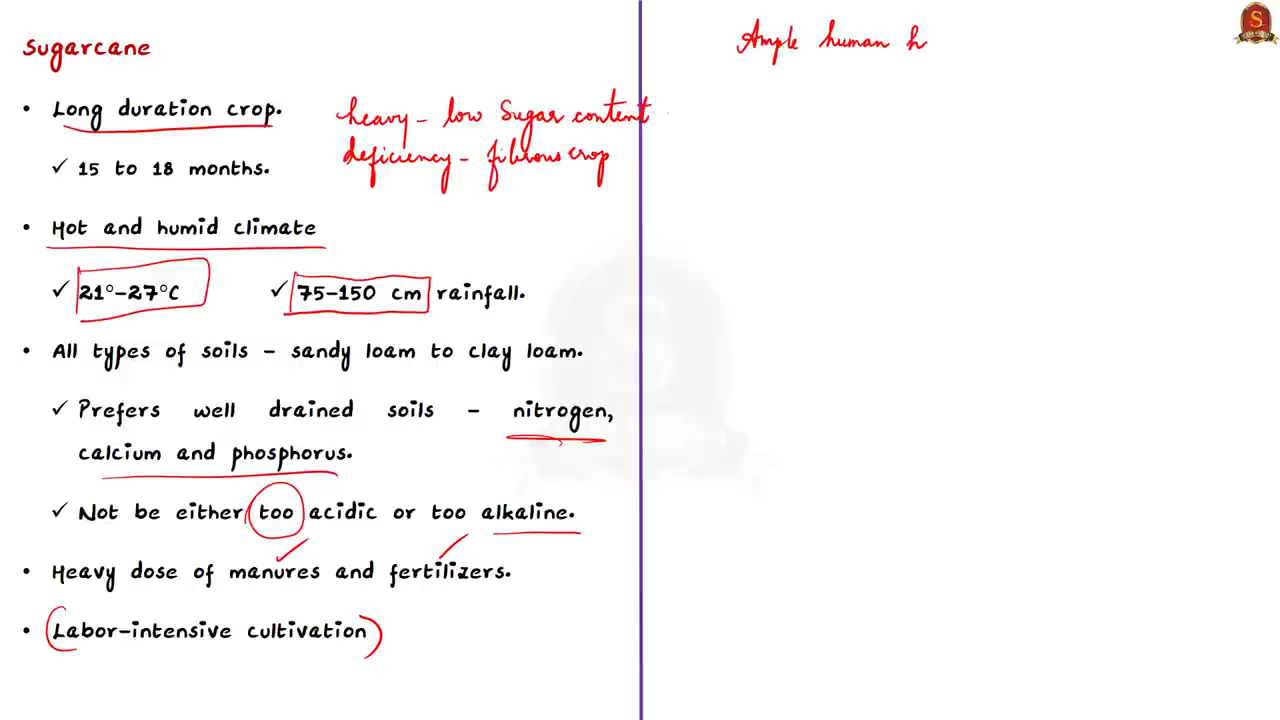 Sugarcane
• Long duration crop.
✓ 15 to 18 months.
heavy - low Sugar content
deficiency - fibrous crop
• Hot and humid climate
✓ 21°-27°C ✓ 75-150 cm rainfall.
• All types of soils - sandy loam to clay loam.
✓ Prefers well drained soils - nitrogen,
calcium and phosphorus.
✓ Not be either too acidic or too alkaline.
• Heavy dose of manures and fertilizers.
• Labor-intensive cultivation
Ample human h